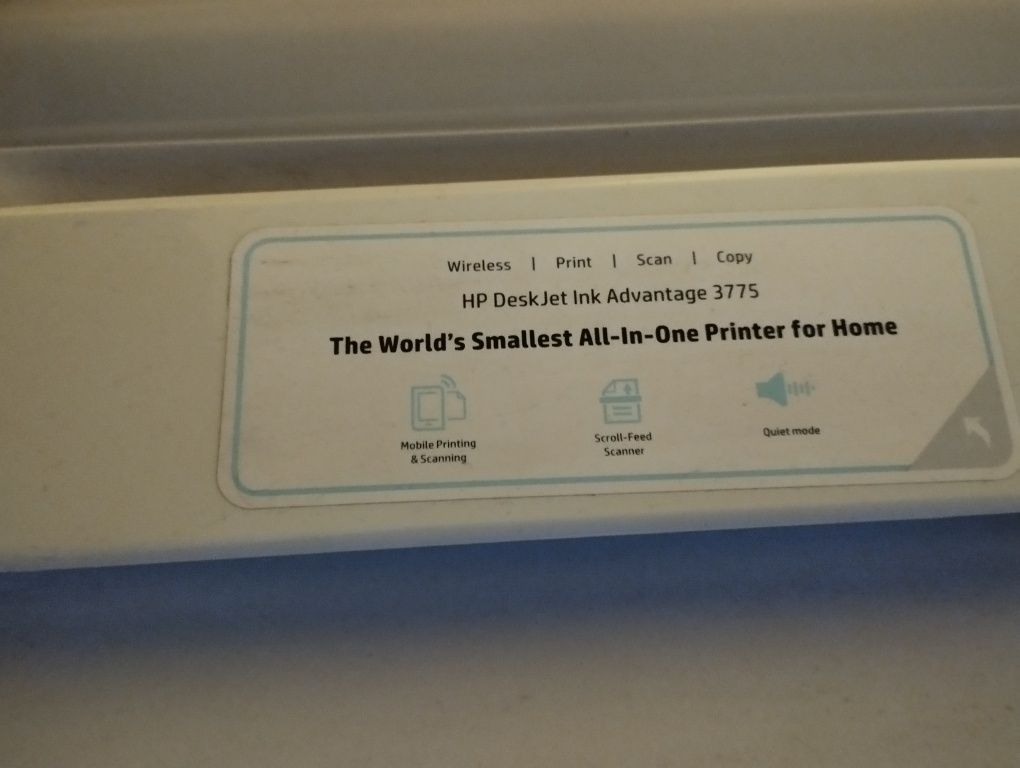 Wireless | Print | Scan | Copy
HP DeskJet Ink Advantage 3775
The World's Smallest All-In-One Printer for Home
Mobile Printing
& Scanning
Scroll-Feed
Scanner
Quiet mode